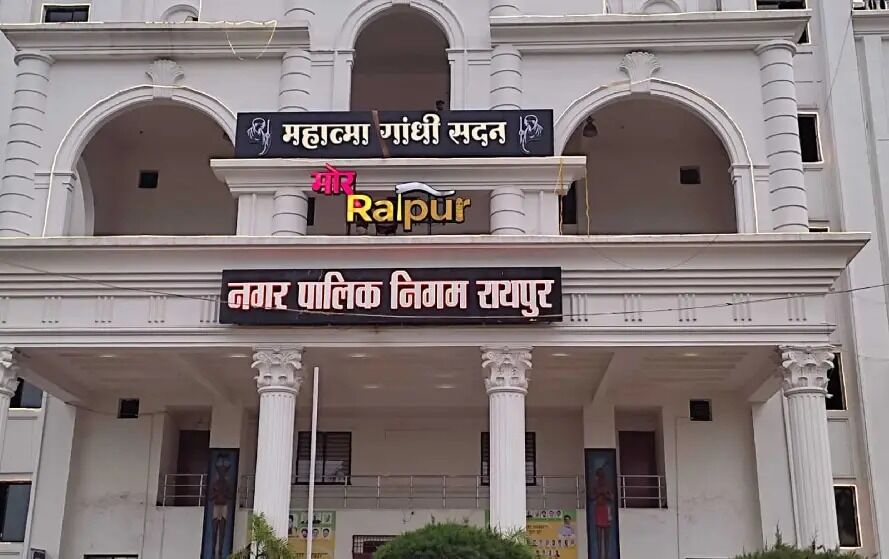 महात्मा गांधी सदन
मोर
Raipur
नगर पालिक निगम रायपुर